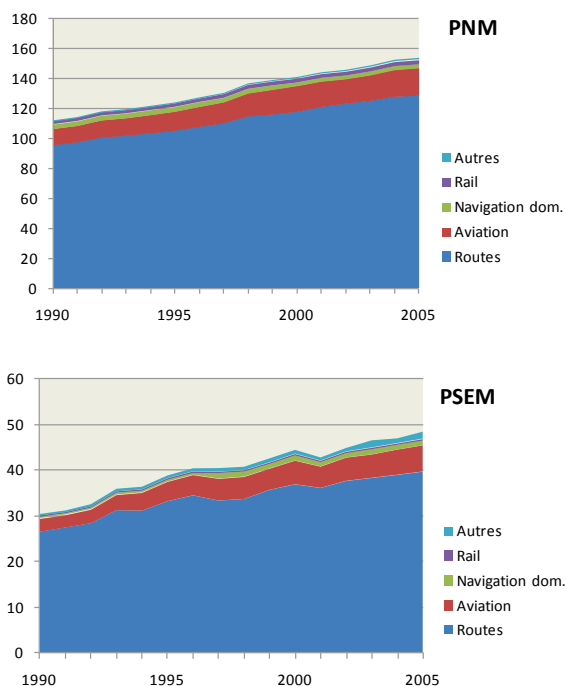 180
PNM
160
140
120
100
80
60
40
20
0
Autres
Rail
Navigation dom.
Aviation
Routes
1990 1995 2000 2005
60
PSEM
50
40
30
20
10
0
Autres
Rail
Navigation dom.
Aviation
Routes
1990 1995 2000 2005